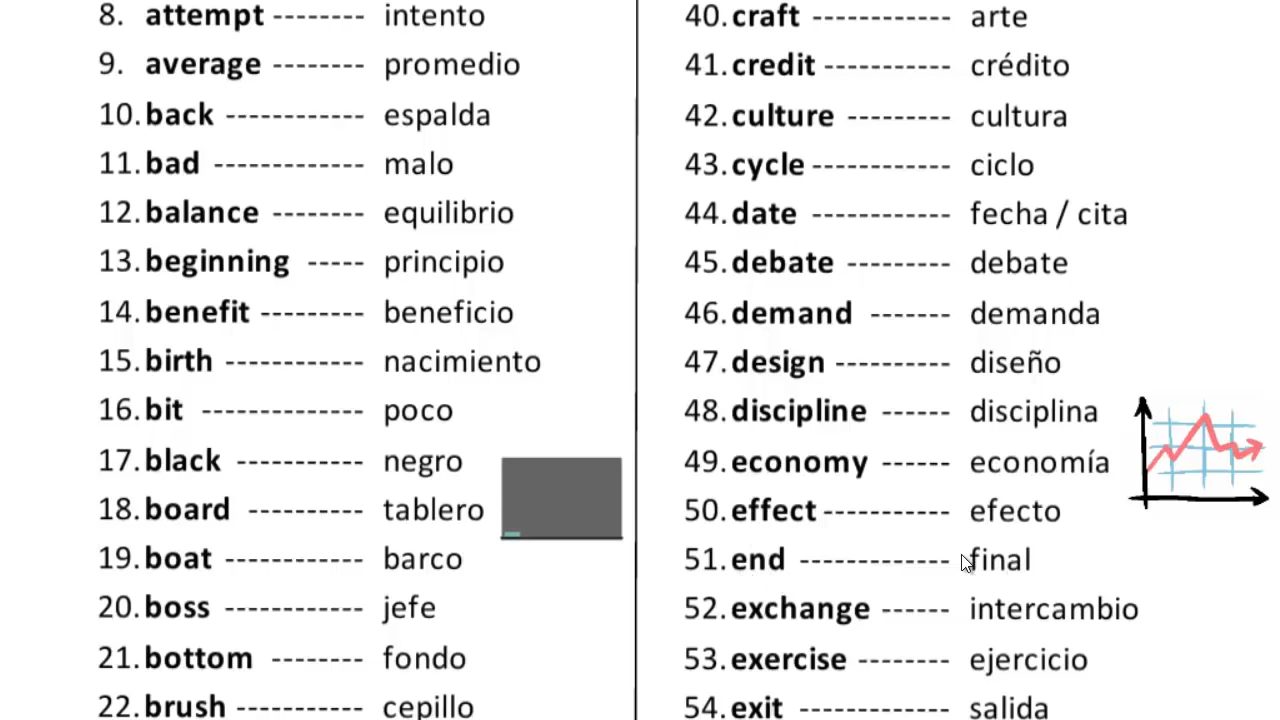 8. attempt -------- intento
9. average -------- promedio
10. back ------------ espalda
11. bad ------------- malo
12. balance -------- equilibrio
13. beginning ----- principio
14. benefit --------- beneficio
15. birth ------------ nacimiento
16. bit -------------- poco
17. black ----------- negro
18. board ---------- tablero
19. boat ------------ barco
20. boss ------------ jefe
21. bottom -------- fondo
22. brush ---------- cepillo
40. craft ------------ arte
41. credit ----------- crédito
42. culture --------- cultura
43. cycle ------------ ciclo
44. date ------------ fecha / cita
45. debate --------- debate
46. demand ------- demanda
47. design ---------- diseño
48. discipline ------ disciplina
49. economy ------ economía
50. effect ----------- efecto
51. end ------------- final
52. exchange ------ intercambio
53. exercise -------- ejercicio
54. exit ------------- salida